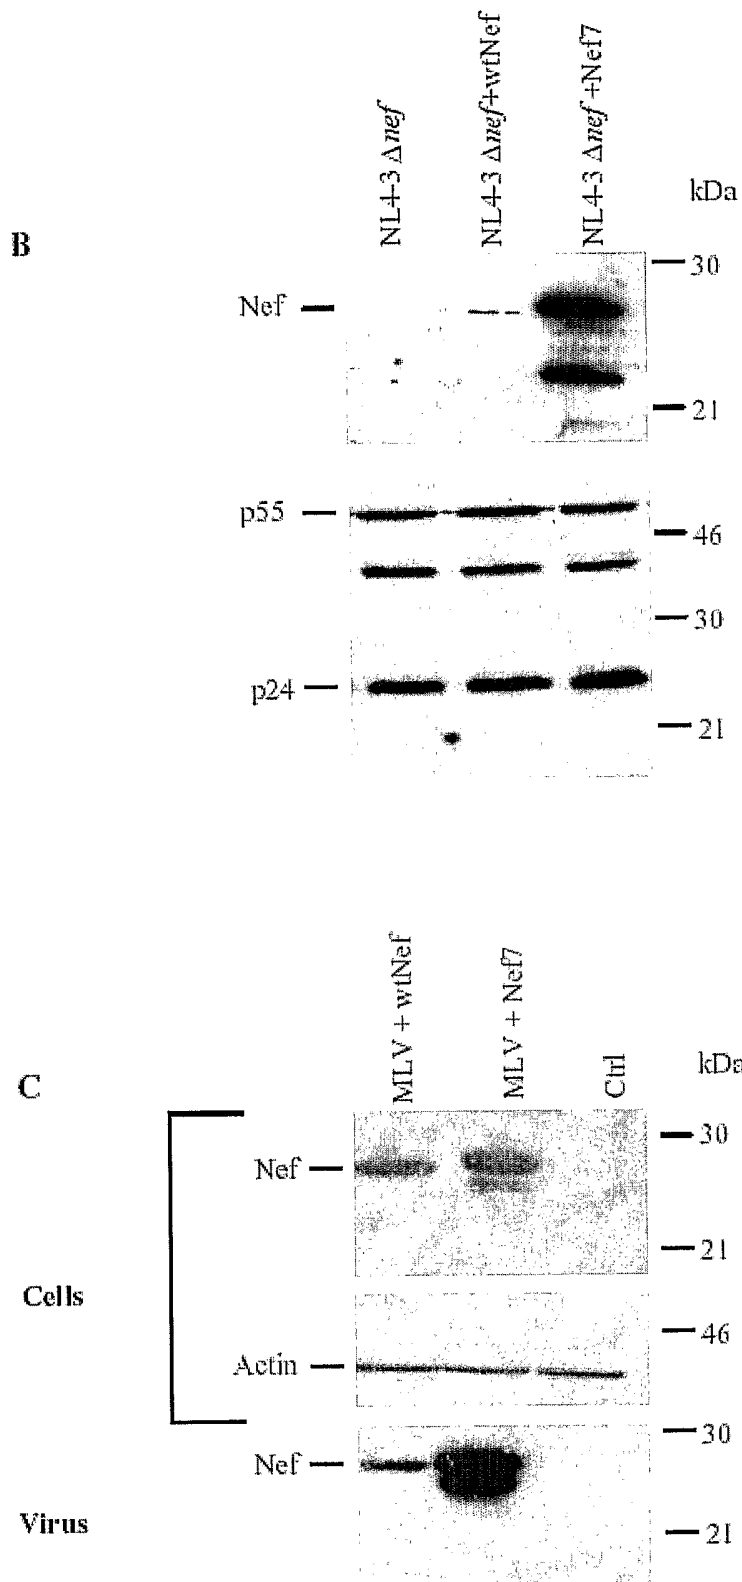 NL4-3 Δnef
NL4-3 Δnef+wtNef
NL4-3 Δnef +Nef7
kDa
B
30
Nef
21
p55
46
30
p24
21
MLV + wtNef
MLV + Nef7
Ctrl
kDa
C
30
Nef
21
Cells
46
Actin
30
Nef
Virus
21